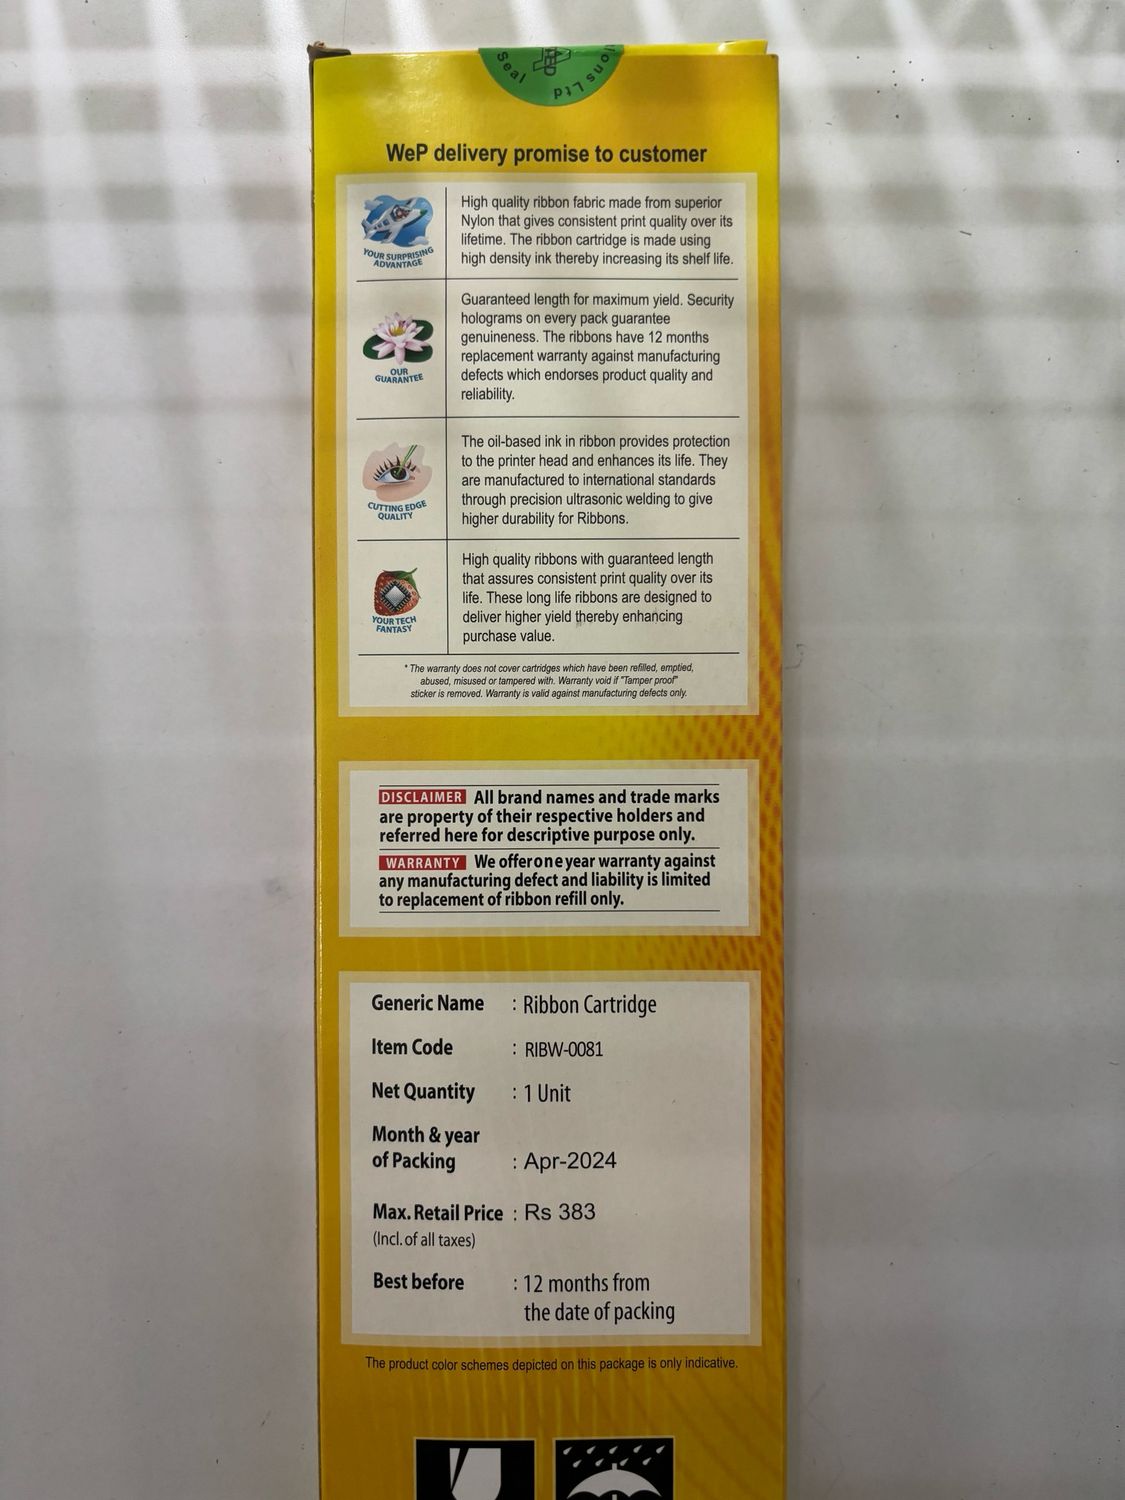 Seal
ions Ltd
WeP delivery promise to customer
YOUR SURPRISING
ADVANTAGE
High quality ribbon fabric made from superior
Nylon that gives consistent print quality over its
lifetime. The ribbon cartridge is made using
high density ink thereby increasing its shelf life.
OUR
GUARANTEE
Guaranteed length for maximum yield. Security
holograms on every pack guarantee
genuineness. The ribbons have 12 months
replacement warranty against manufacturing
defects which endorses product quality and
reliability.
CUTTING EDGE
QUALITY
The oil-based ink in ribbon provides protection
to the printer head and enhances its life. They
are manufactured to international standards
through precision ultrasonic welding to give
higher durability for Ribbons.
YOUR TECH
FANTASY
High quality ribbons with guaranteed length
that assures consistent print quality over its
life. These long life ribbons are designed to
deliver higher yield thereby enhancing
purchase value.
* The warranty does not cover cartridges which have been refilled, emptied,
abused, misused or tampered with. Warranty void if "Tamper proof"
sticker is removed. Warranty is valid against manufacturing defects only.
DISCLAIMER All brand names and trade marks
are property of their respective holders and
referred here for descriptive purpose only.
WARRANTY We offer one year warranty against
any manufacturing defect and liability is limited
to replacement of ribbon refill only.
Generic Name : Ribbon Cartridge
Item Code : RIBW-0081
Net Quantity : 1 Unit
Month & year
of Packing : Apr-2024
Max. Retail Price : Rs 383
(Incl. of all taxes)
Best before : 12 months from
the date of packing
The product color schemes depicted on this package is only indicative.